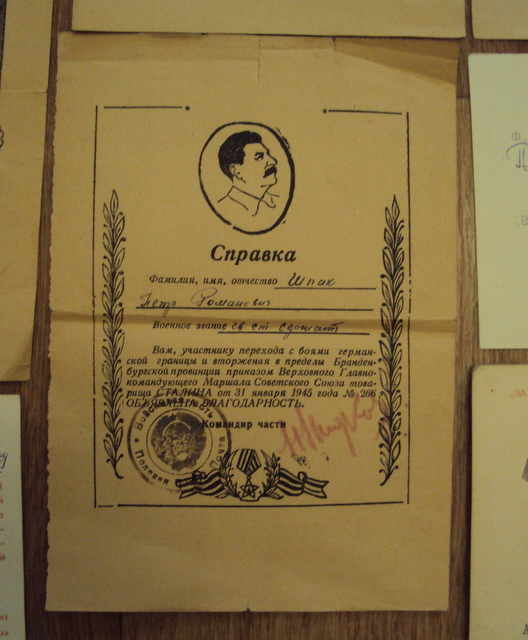 Справка
Фамилия, имя, отчество Шпак
Петр Романович
Военное звание гв ст сержант
Вам, участнику перехода с боями герман-
ской границы и вторжения в пределы Бранден-
бургской провинции приказом Верховного Главно-
командующего Маршала Советского Союза това-
рища СТАЛИНА от 31 января 1945 года № 266
ОБЪЯВЛЕНА БЛАГОДАРНОСТЬ.
Командир части